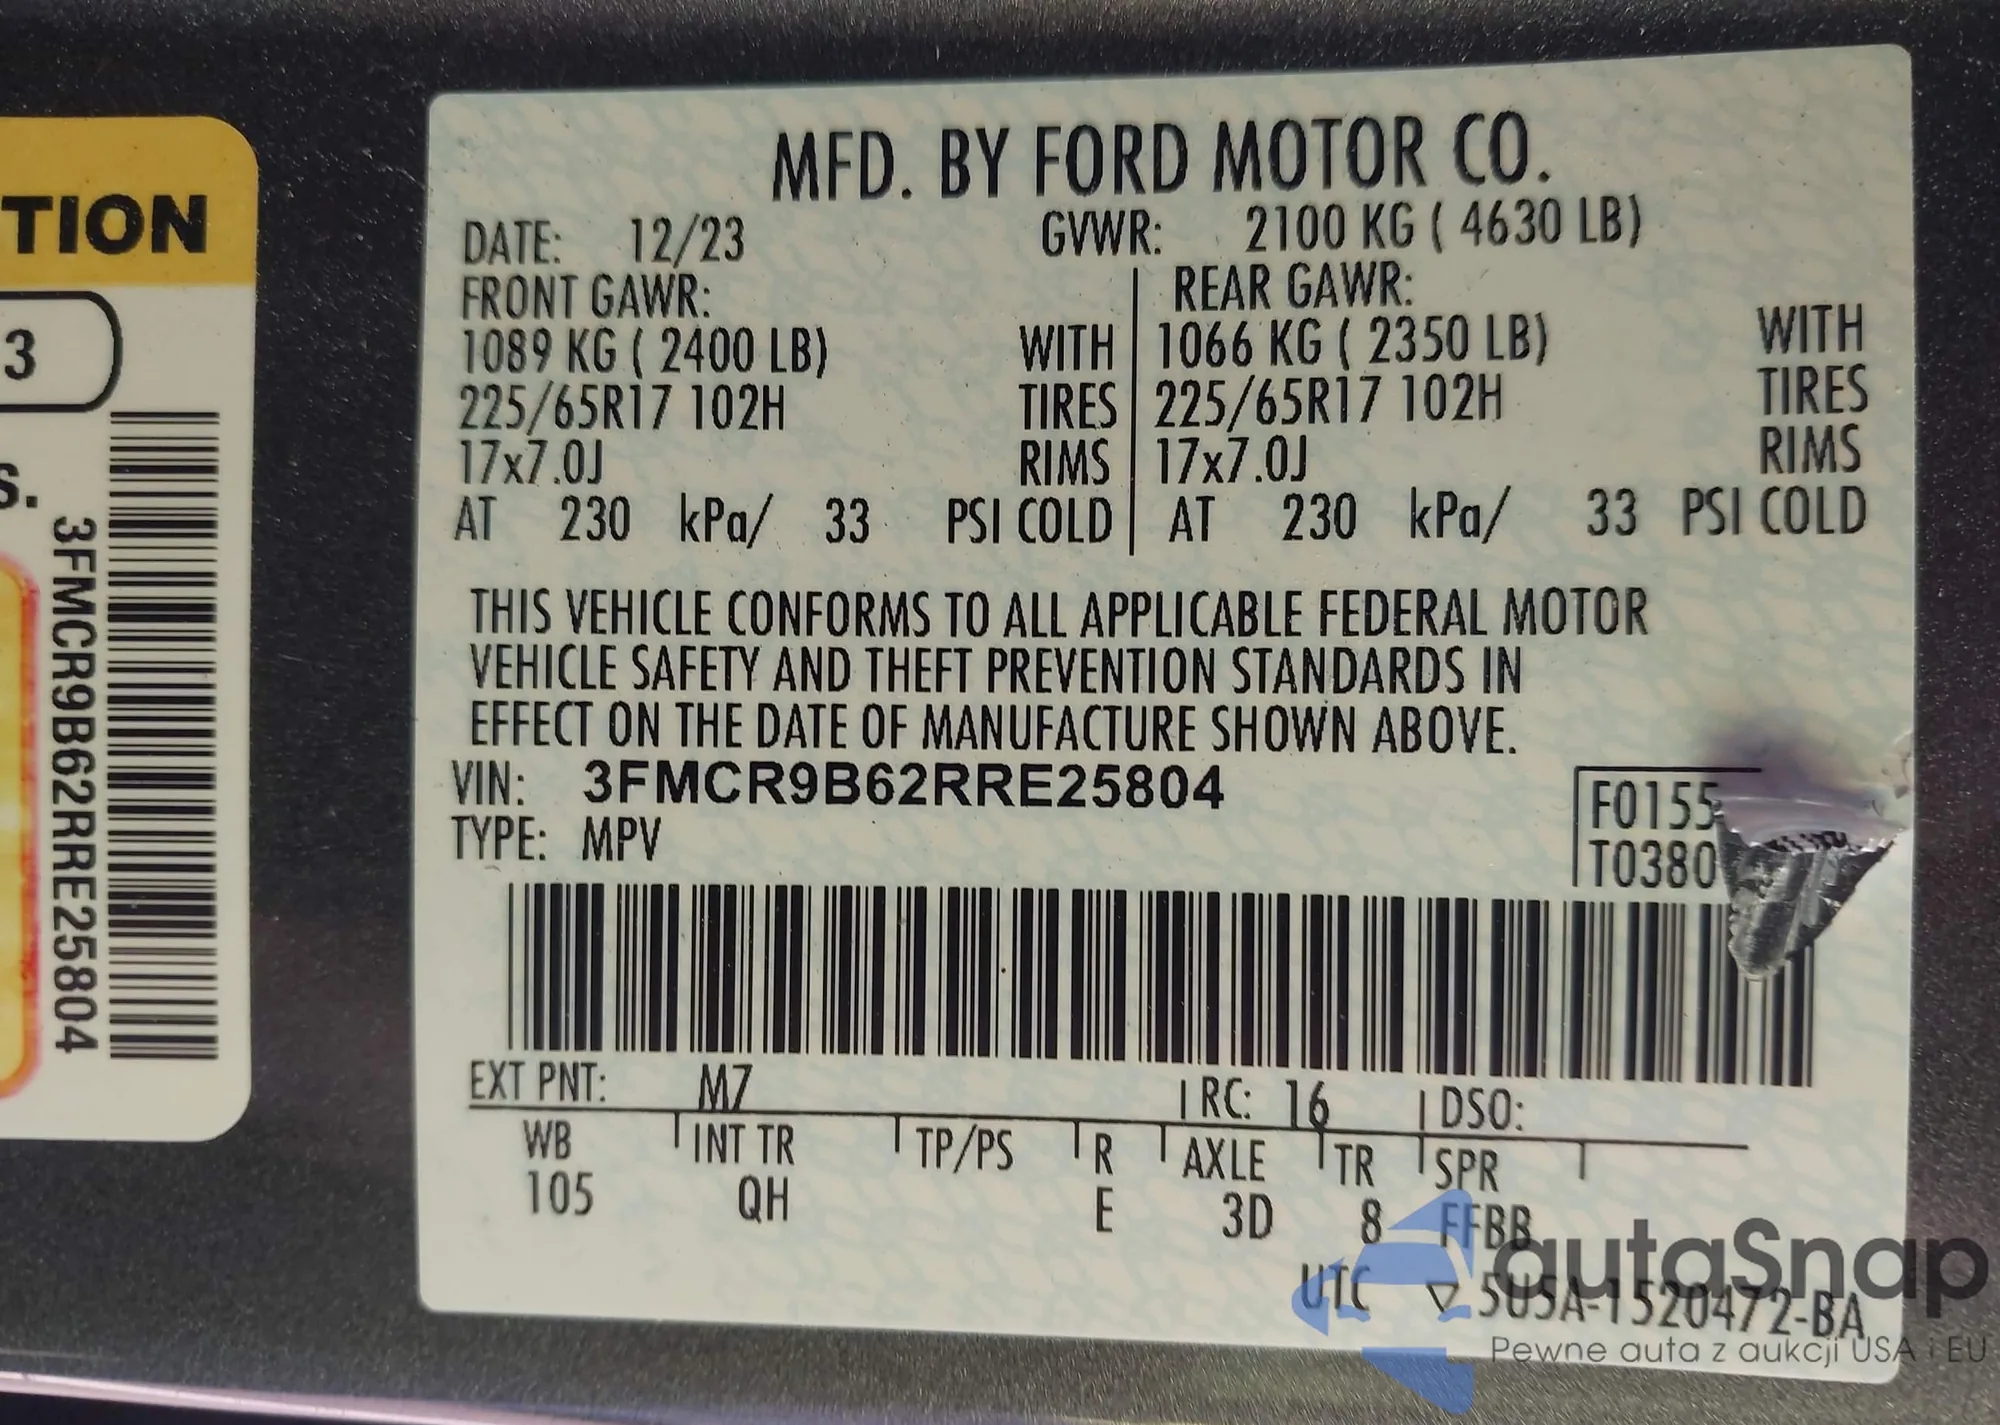 TION
3
S.
3FMCR9B62RRE25804
MFD. BY FORD MOTOR CO.
DATE: 12/23 GVWR: 2100 KG ( 4630 LB)
FRONT GAWR: REAR GAWR:
1089 KG ( 2400 LB) WITH 1066 KG ( 2350 LB) WITH
225/65R17 102H TIRES 225/65R17 102H TIRES
17x7.0J RIMS 17x7.0J RIMS
AT 230 kPa/ 33 PSI COLD AT 230 kPa/ 33 PSI COLD
THIS VEHICLE CONFORMS TO ALL APPLICABLE FEDERAL MOTOR
VEHICLE SAFETY AND THEFT PREVENTION STANDARDS IN
EFFECT ON THE DATE OF MANUFACTURE SHOWN ABOVE.
VIN: 3FMCR9B62RRE25804
TYPE: MPV
F0155
T0380
EXT PNT: M7 RC: 16 DSO:
WB INT TR TP/PS R AXLE TR SPR
105 QH E 3D 8 FFBB
UTC ▽ 5U5A-1520472-BA
autaSnap
Pewne auta z aukcji USA i EU